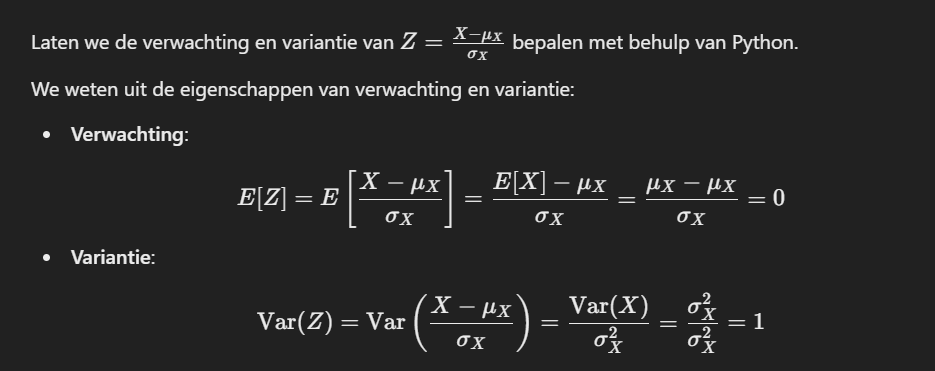 Laten we de verwachting en variantie van $Z = \frac{X-\mu_X}{\sigma_X}$ bepalen met behulp van Python.
We weten uit de eigenschappen van verwachting en variantie:
• Verwachting:
$E[Z] = E\left[\frac{X-\mu_X}{\sigma_X}\right] = \frac{E[X]-\mu_X}{\sigma_X} = \frac{\mu_X-\mu_X}{\sigma_X} = 0$
• Variantie:
$\text{Var}(Z) = \text{Var}\left(\frac{X-\mu_X}{\sigma_X}\right) = \frac{\text{Var}(X)}{\sigma_X^2} = \frac{\sigma_X^2}{\sigma_X^2} = 1$